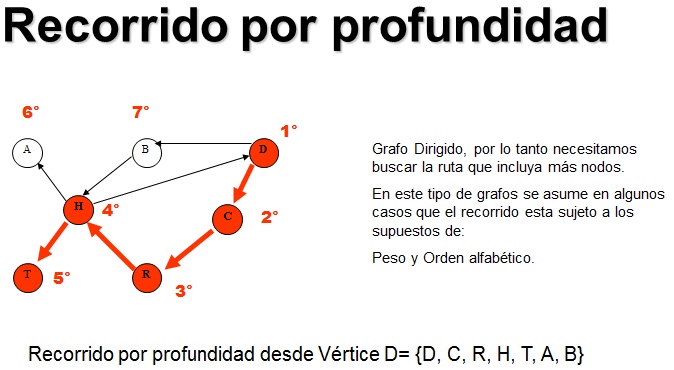 Recorrido por profundidad
6°
7°
1°
A
B
D
H
4°
C
2°
T
5°
R
3°
Grafo Dirigido, por lo tanto necesitamos
buscar la ruta que incluya más nodos.
En este tipo de grafos se asume en algunos
casos que el recorrido esta sujeto a los
supuestos de:
Peso y Orden alfabético.
Recorrido por profundidad desde Vértice D= {D, C, R, H, T, A, B}